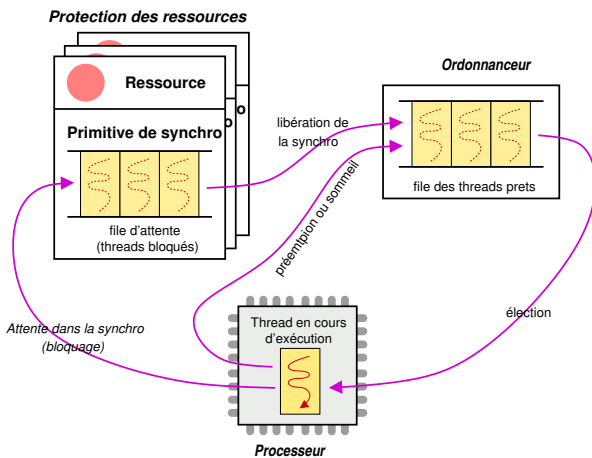 Protection des ressources
Ressource
Primitive de synchro
o
o
file d'attente
(threads bloqués)
libération de
la synchro
Ordonnanceur
file des threads prets
préemtpion ou sommeil
élection
Attente dans la synchro
(bloquage)
Thread en cours
d'exécution
Processeur